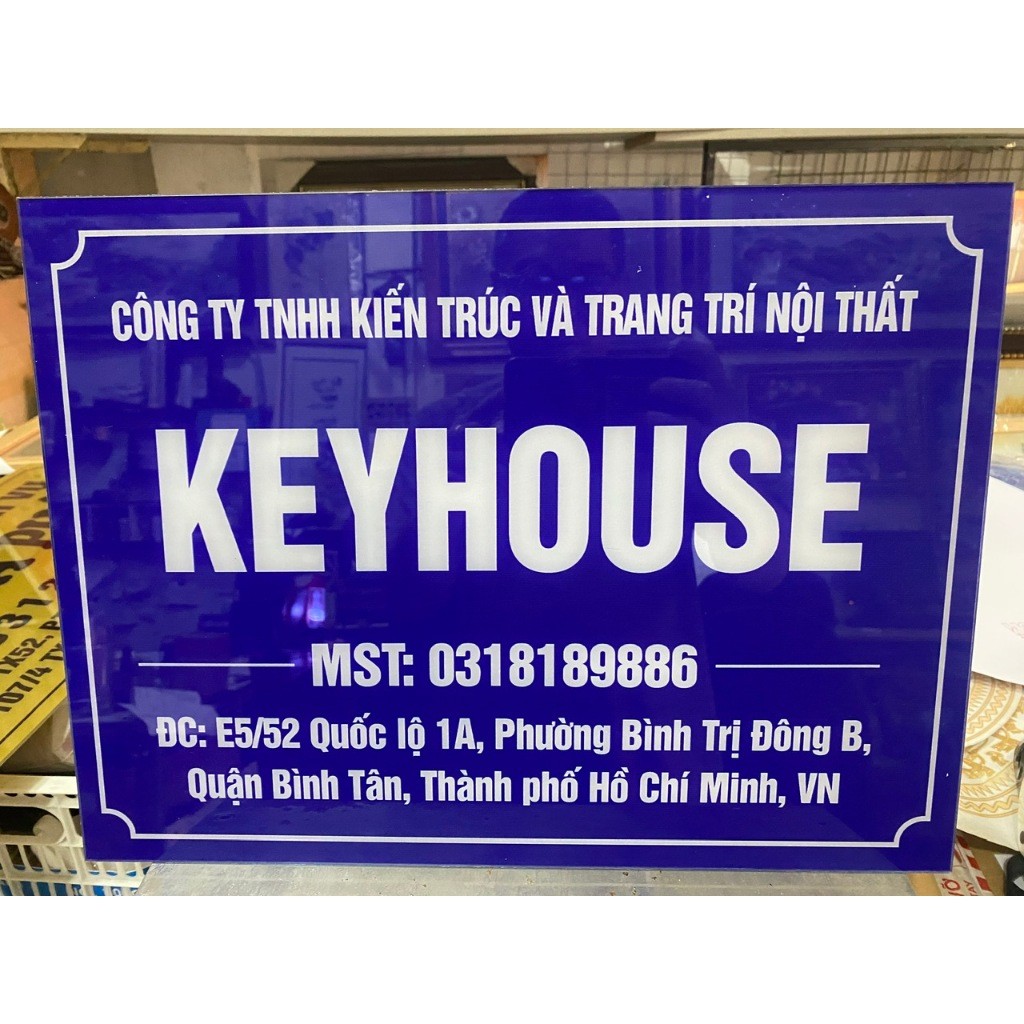 CÔNG TY TNHH KIẾN TRÚC VÀ TRANG TRÍ NỘI THẤT
KEYHOUSE
MST: 0318189886
ĐC: E5/52 Quốc lộ 1A, Phường Bình Trị Đông B,
Quận Bình Tân, Thành phố Hồ Chí Minh, VN